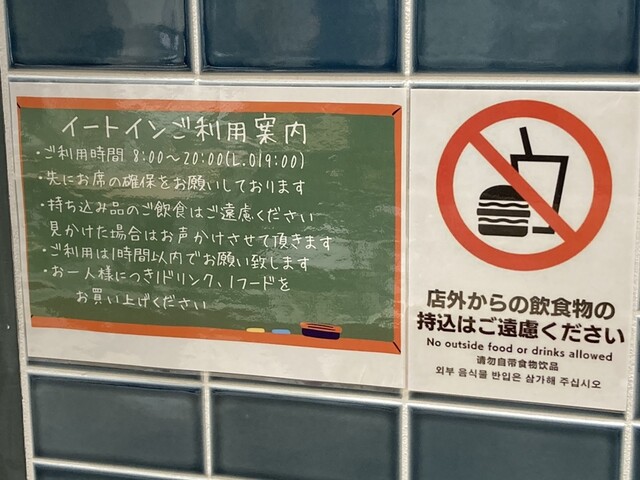 イートインご利用案内
・ご利用時間 8:00～20:00(L.O19:00)
・先にお席の確保をお願いしております
・持ち込み品のご飲食はご遠慮ください
見かけた場合はお声かけさせて頂きます
・ご利用は1時間以内でお願い致します
・お一人様につき1ドリンク、1フードを
お買い上げください
店外からの飲食物の
持込はご遠慮ください
No outside food or drinks allowed
请勿自带食物饮品
외부 음식물 반입은 삼가해 주십시오